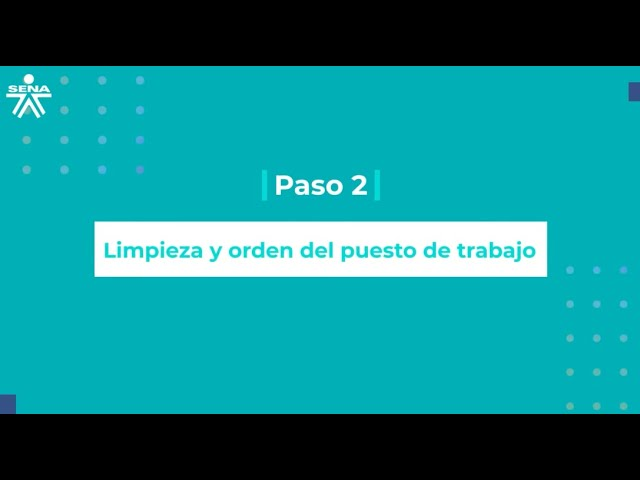 SENA
Paso 2
Limpieza y orden del puesto de trabajo